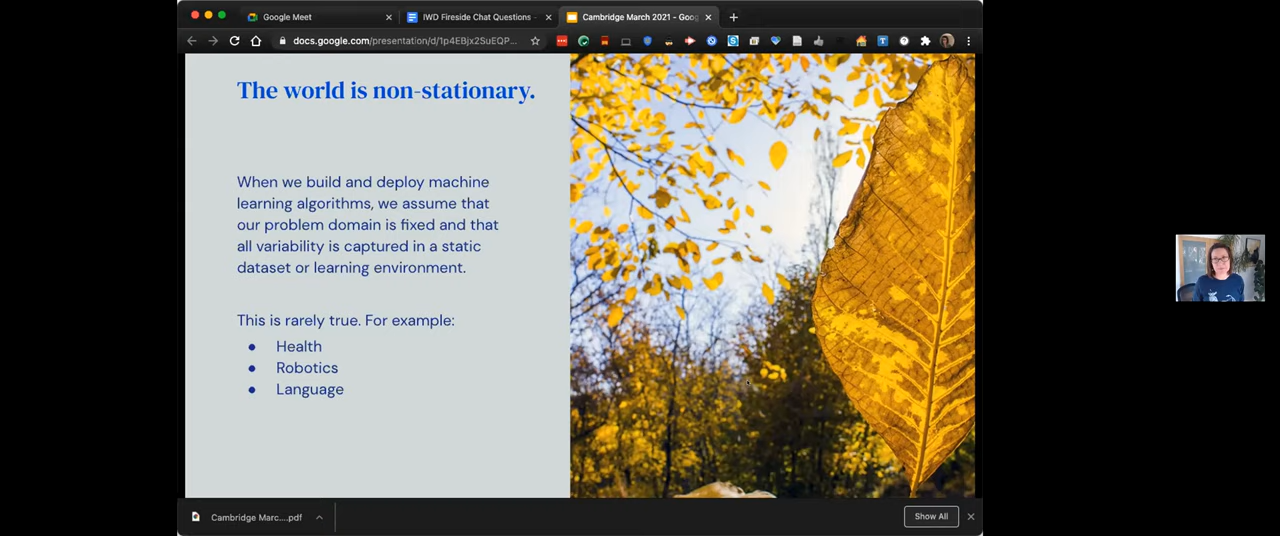 Google Meet
IWD Fireside Chat Questions -
Cambridge March 2021 - Goog
docs.google.com/presentation/d/1p4EBjx2SuEQP...
The world is non-stationary.
When we build and deploy machine
learning algorithms, we assume that
our problem domain is fixed and that
all variability is captured in a static
dataset or learning environment.
This is rarely true. For example:
● Health
● Robotics
● Language
Cambridge Marc....pdf
Show All